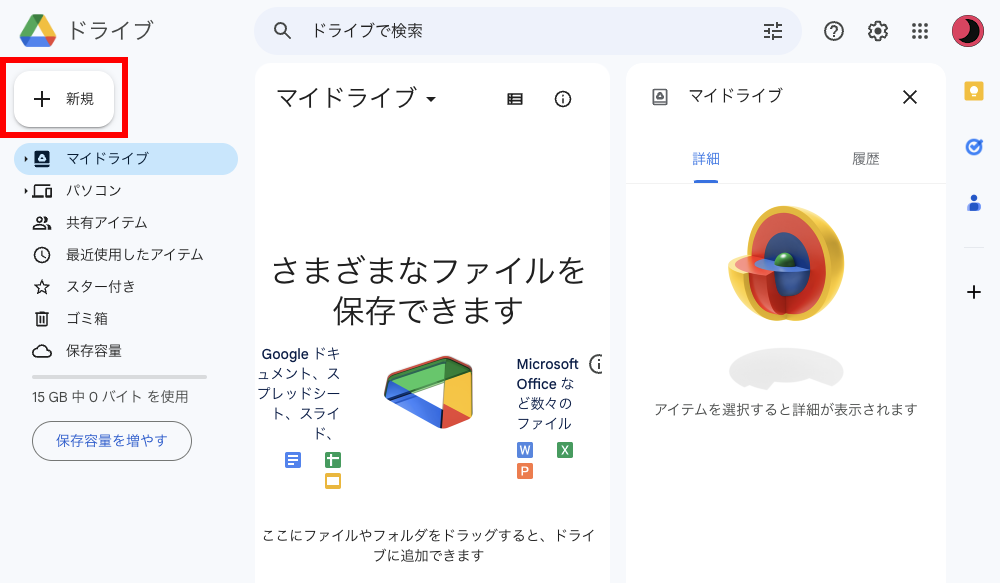 ドライブ
ドライブで検索
新規
マイドライブ
パソコン
共有アイテム
最近使用したアイテム
スター付き
ゴミ箱
保存容量
15 GB 中 0 バイト を使用
保存容量を増やす
マイドライブ
さまざまなファイルを
保存できます
Google ドキ
ュメント、ス
プレッドシー
ト、スライ
ド、
Microsoft
Office な
ど数々の
ファイル
W
X
P
ここにファイルやフォルダをドラッグすると、ドライ
ブに追加できます
マイドライブ
詳細
履歴
アイテムを選択すると詳細が表示されます